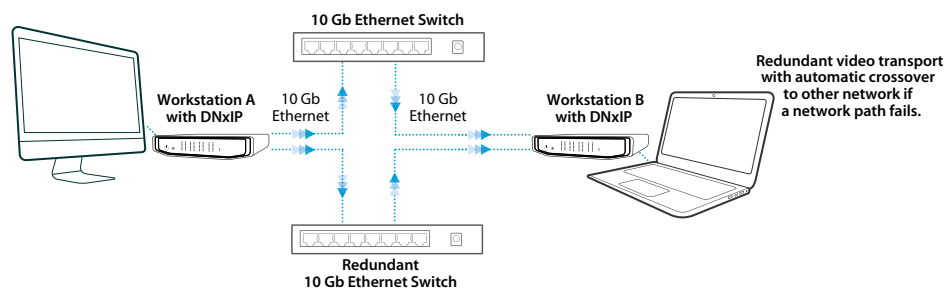 10 Gb Ethernet Switch
Redundant video transport
with automatic crossover
to other network if
a network path fails.
Workstation A
with DNxIP
10 Gb
Ethernet
10 Gb
Ethernet
Workstation B
with DNxIP
Redundant
10 Gb Ethernet Switch